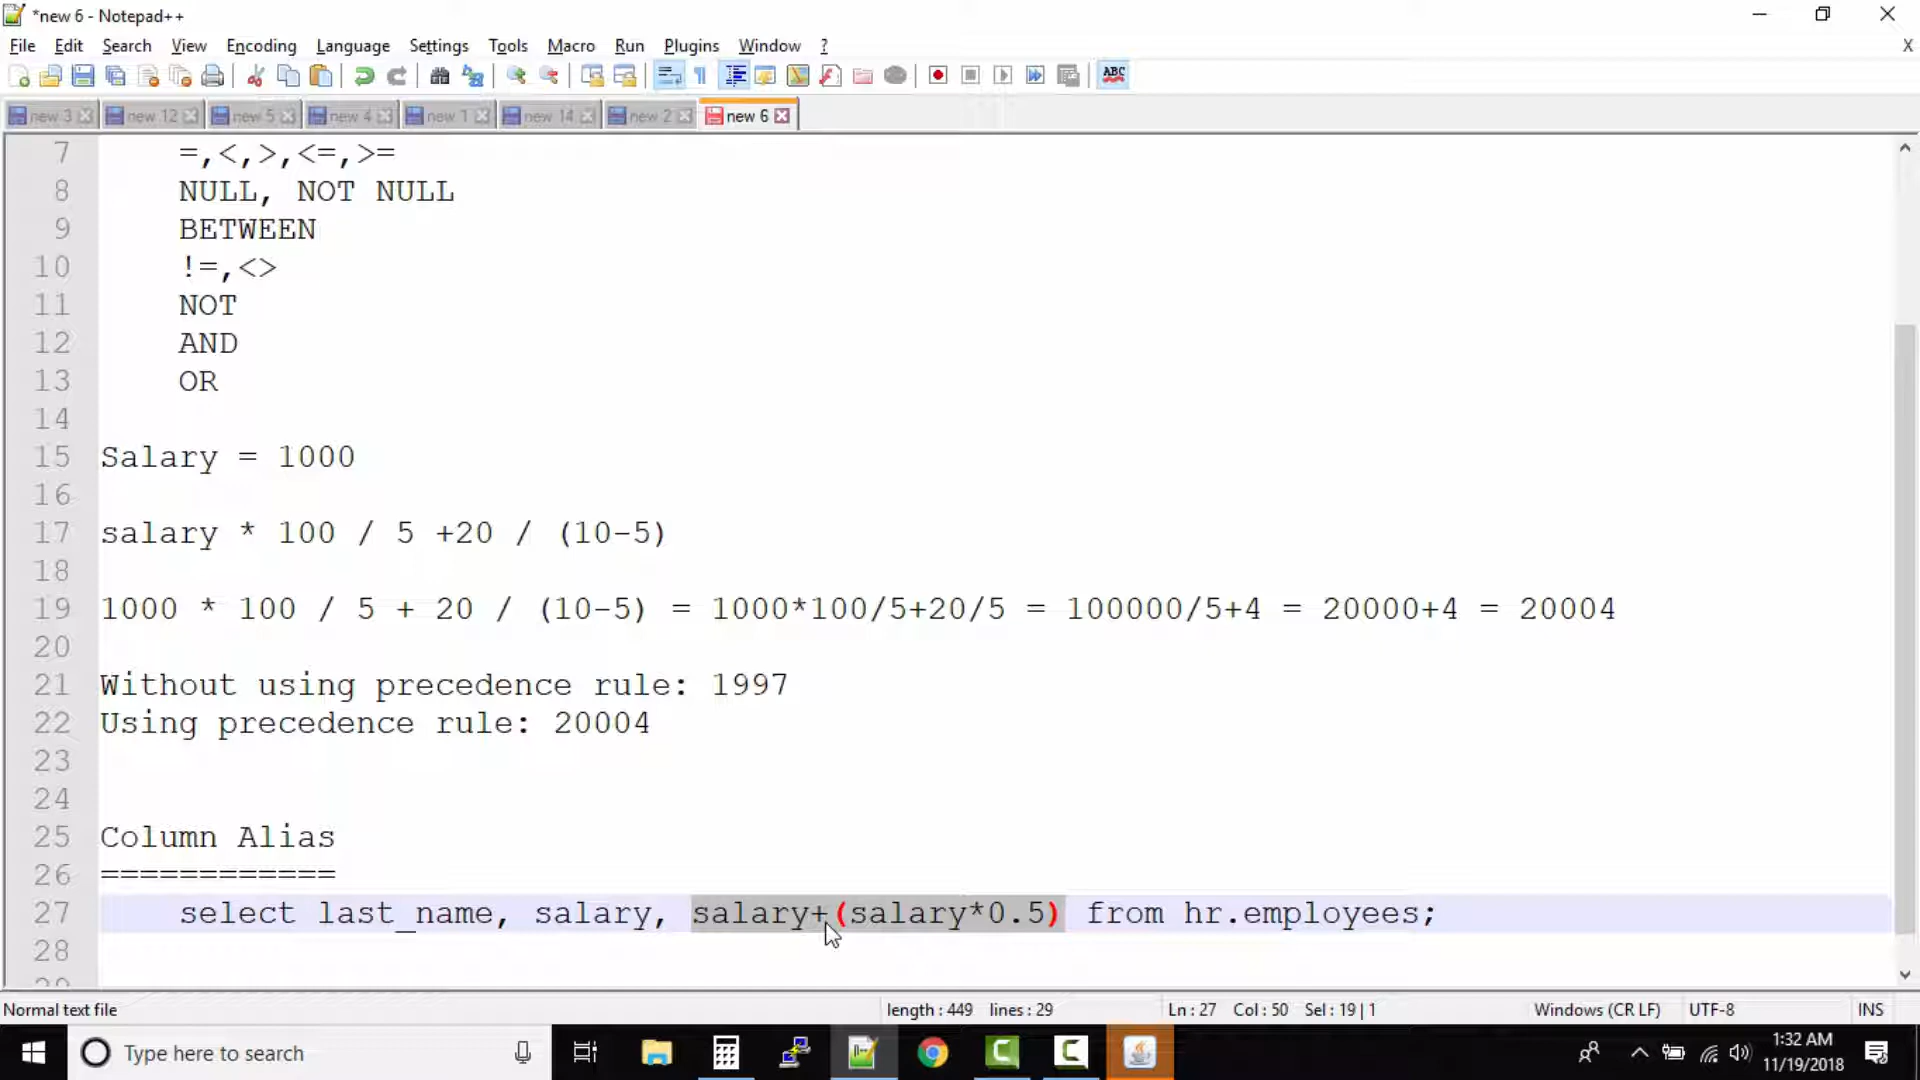 *new 6 - Notepad++
File Edit Search View Encoding Language Settings Tools Macro Run Plugins Window ? X
ABC
new 3 new 12 new 5 new 4 new 1 new 14 new 2 new 6
7 =,<,>,<=,>=
8 NULL, NOT NULL
9 BETWEEN
10 !=,<>
11 NOT
12 AND
13 OR
14
15 Salary = 1000
16
17 salary * 100 / 5 +20 / (10-5)
18
19 1000 * 100 / 5 + 20 / (10-5) = 1000*100/5+20/5 = 100000/5+4 = 20000+4 = 20004
20
21 Without using precedence rule: 1997
22 Using precedence rule: 20004
23
24
25 Column Alias
26 ============
27 select last_name, salary, salary+(salary*0.5) from hr.employees;
28
29
Normal text file length : 449 lines : 29 Ln : 27 Col : 50 Sel : 19 | 1 Windows (CR LF) UTF-8 INS
Type here to search
1:32 AM
11/19/2018